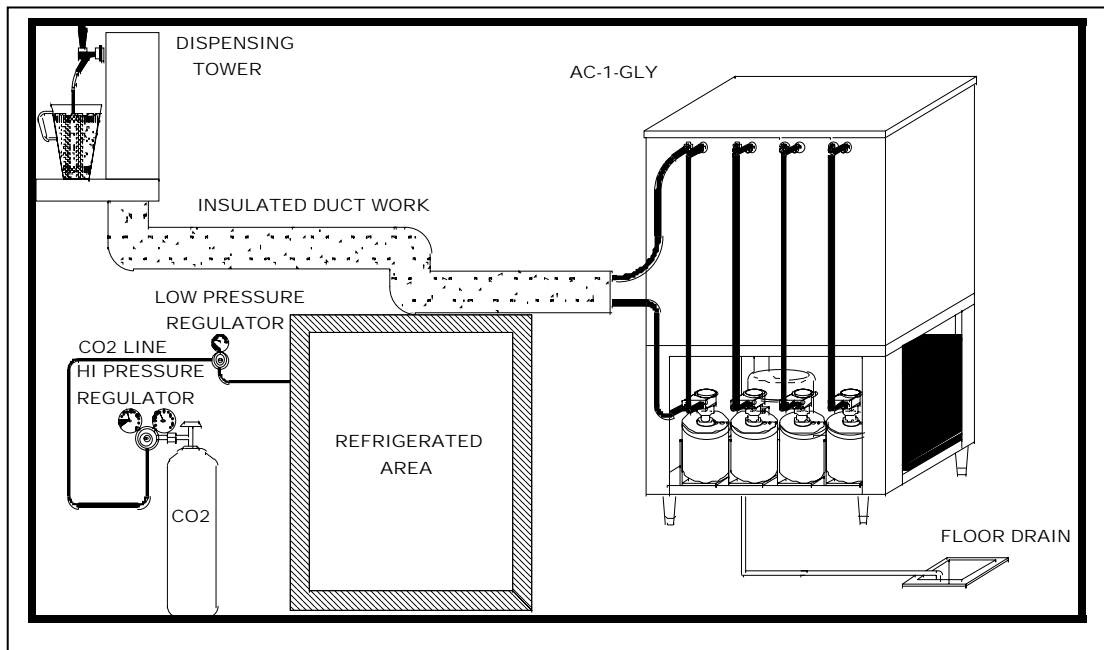 DISPENSING
TOWER
AC-1-GLY
INSULATED DUCT WORK
LOW PRESSURE
REGULATOR
CO2 LINE
HI PRESSURE
REGULATOR
REFRIGERATED
AREA
CO2
FLOOR DRAIN